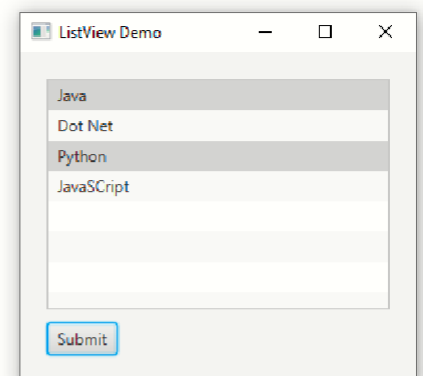 ListView Demo
Java
Dot Net
Python
JavaSCript
Submit